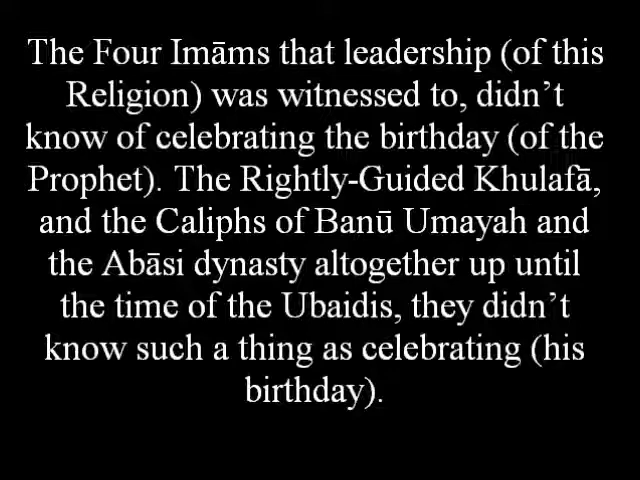 The Four Imāms that leadership (of this
Religion) was witnessed to, didn’t
know of celebrating the birthday (of the
Prophet). The Rightly-Guided Khulafā,
and the Caliphs of Banū Umayah and
the Abāsi dynasty altogether up until
the time of the Ubaidis, they didn’t
know such a thing as celebrating (his
birthday).